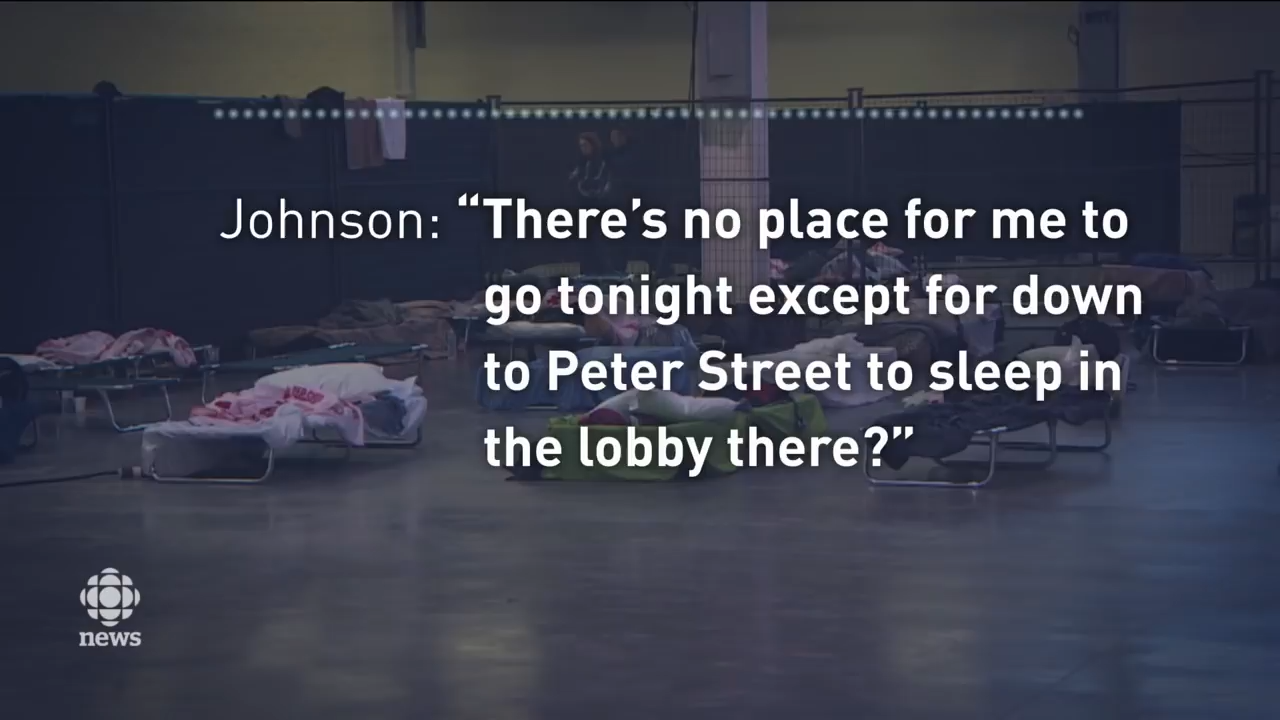 Johnson: “There’s no place for me to
go tonight except for down
to Peter Street to sleep in
the lobby there?”
news